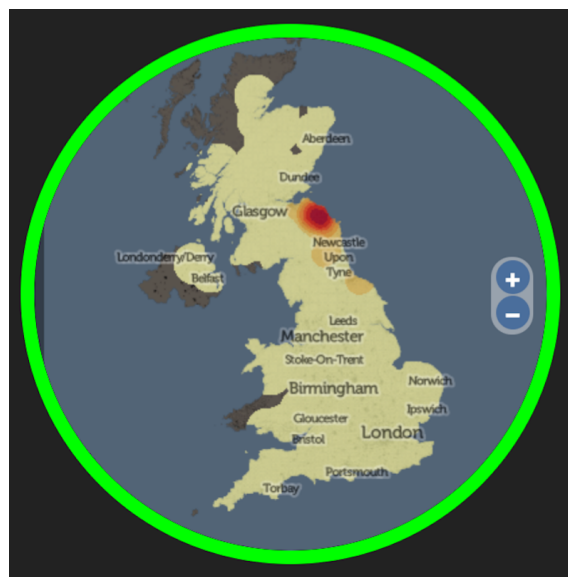 Aberdeen
Dundee
Glasgow
Newcastle
Upon
Tyne
Londonderry/Derry
Belfast
Leeds
Manchester
Stoke-On-Trent
Birmingham
Norwich
Ipswich
Gloucester
London
Bristol
Portsmouth
Torbay
+
−